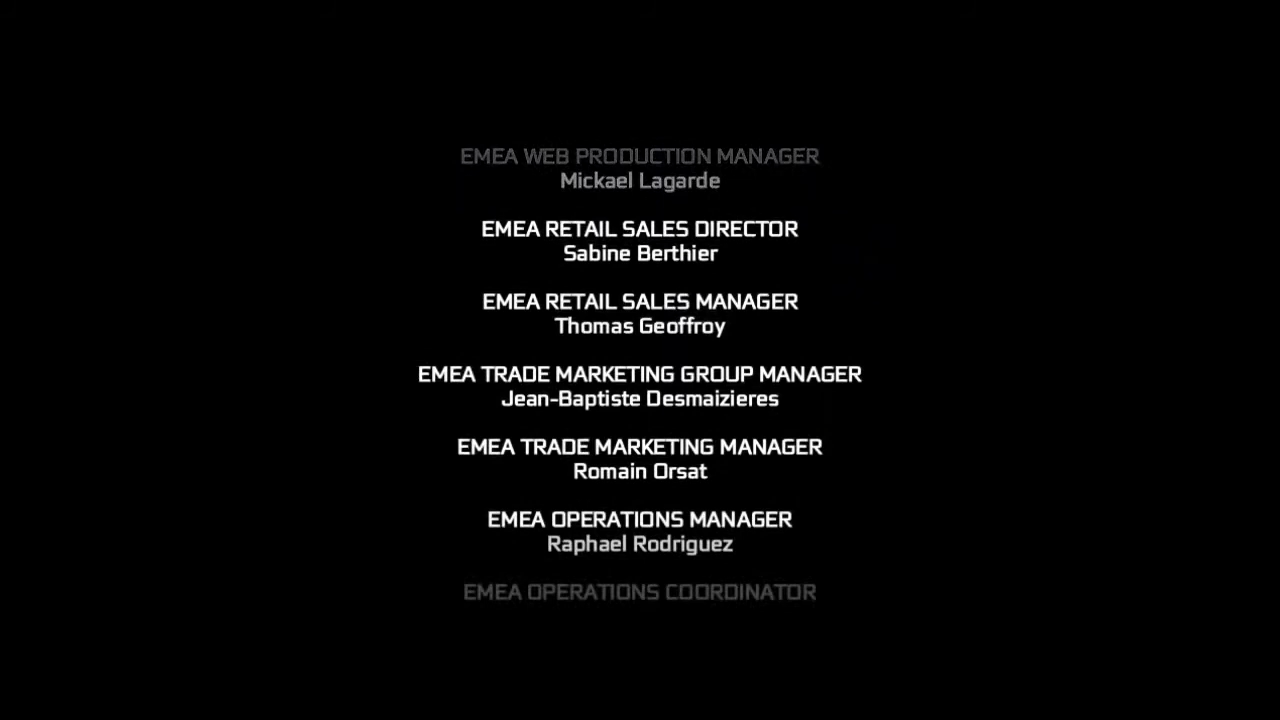 EMEA WEB PRODUCTION MANAGER
Mickael Lagarde
EMEA RETAIL SALES DIRECTOR
Sabine Berthier
EMEA RETAIL SALES MANAGER
Thomas Geoffroy
EMEA TRADE MARKETING GROUP MANAGER
Jean-Baptiste Desmaizieres
EMEA TRADE MARKETING MANAGER
Romain Orsat
EMEA OPERATIONS MANAGER
Raphael Rodriguez
EMEA OPERATIONS COORDINATOR